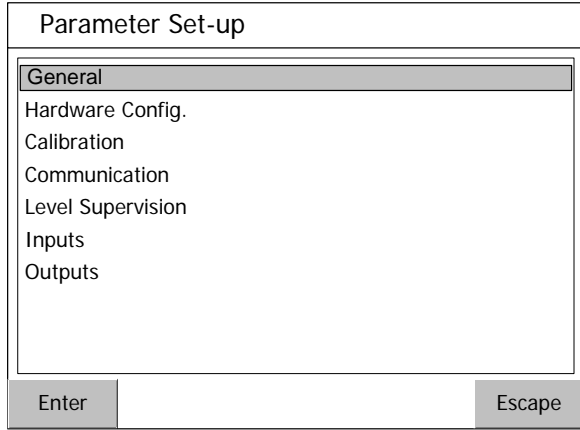 Parameter Set-up
General
Hardware Config.
Calibration
Communication
Level Supervision
Inputs
Outputs
Enter
Escape